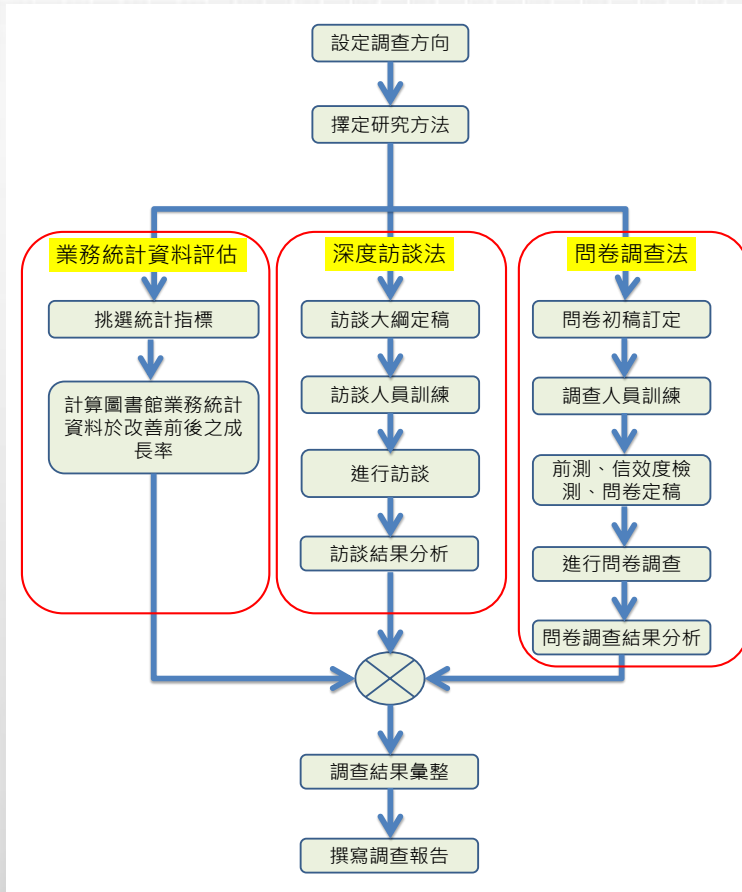 設定調查方向
擇定研究方法
業務統計資料評估
挑選統計指標
計算圖書館業務統計
資料於改善前後之成
長率
深度訪談法
訪談大綱定稿
訪談人員訓練
進行訪談
訪談結果分析
問卷調查法
問卷初稿訂定
調查人員訓練
前測、信效度檢
測、問卷定稿
進行問卷調查
問卷調查結果分析
調查結果彙整
撰寫調查報告